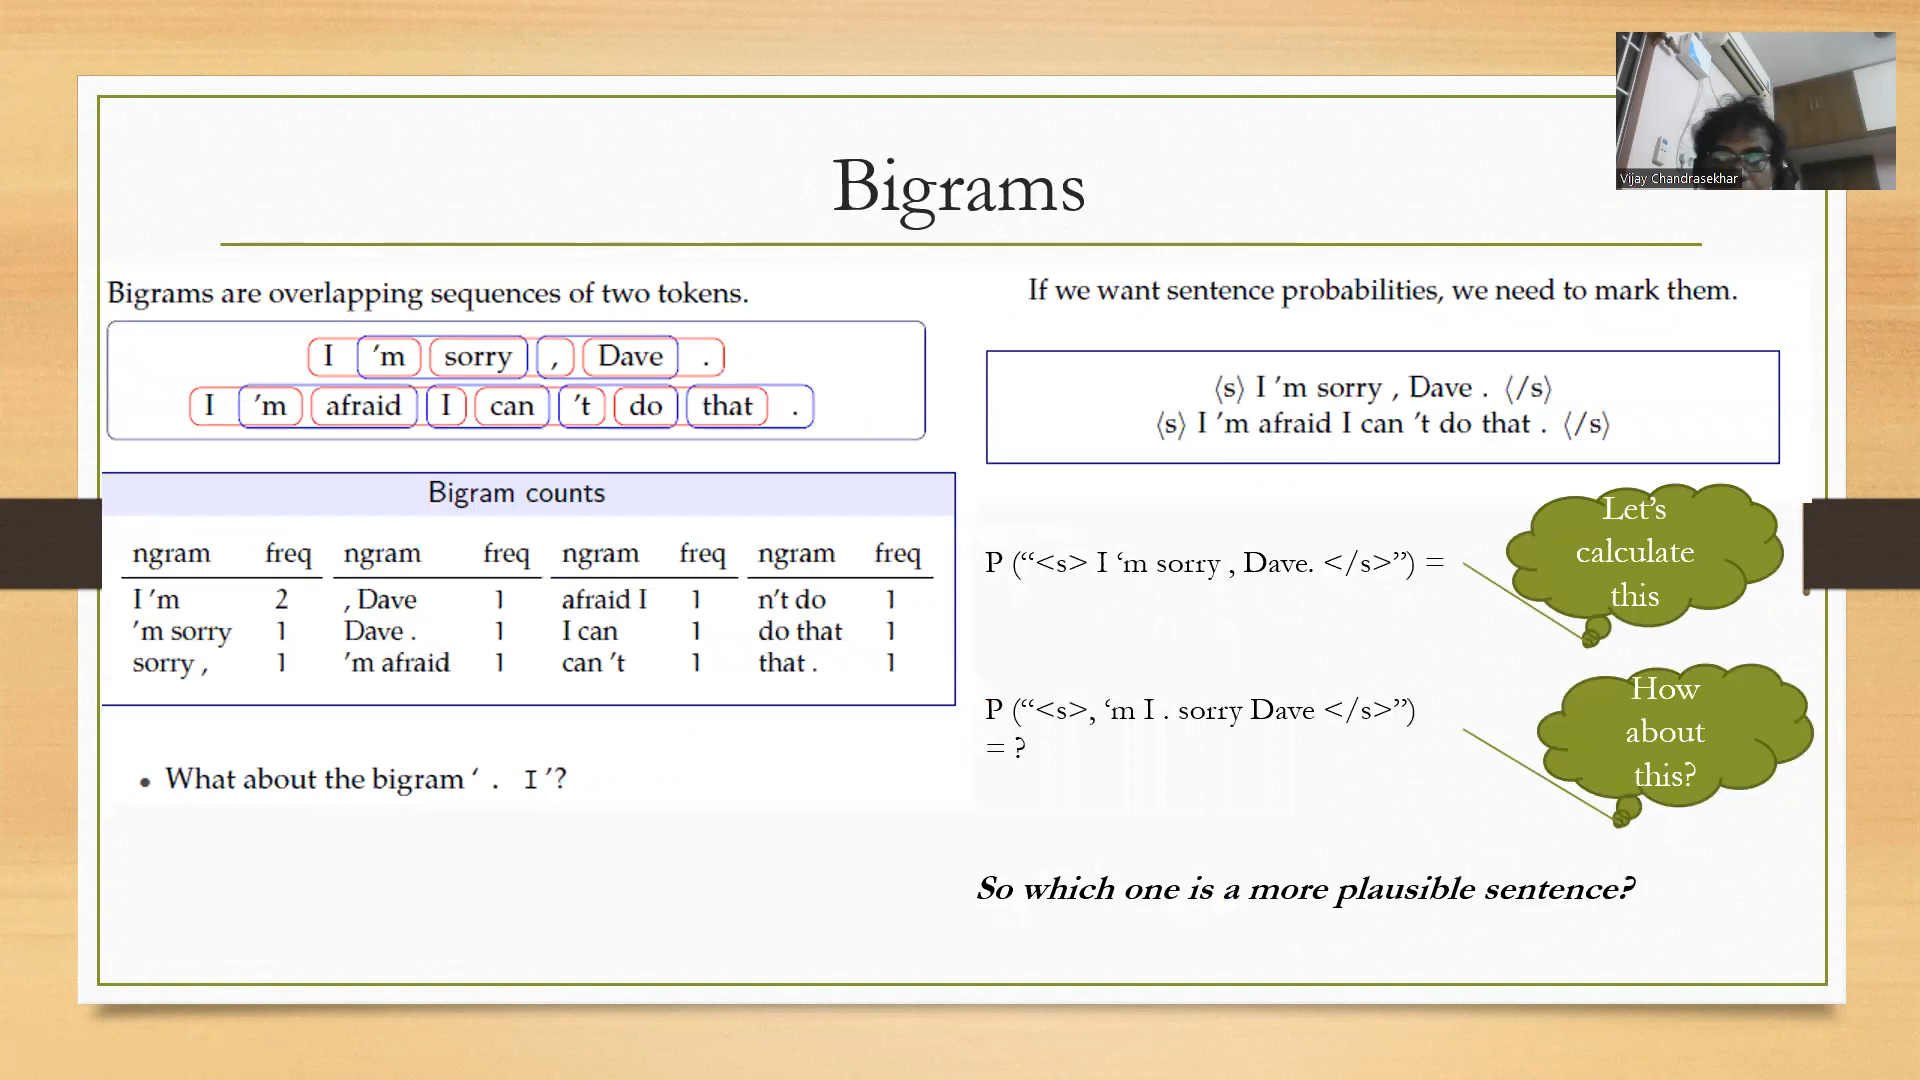 Vijay Chandrasekhar
Bigrams
Bigrams are overlapping sequences of two tokens.
I 'm sorry , Dave .
I 'm afraid I can 't do that .
Bigram counts
ngram freq ngram freq ngram freq ngram freq
I 'm 2 , Dave 1 afraid I 1 n't do 1
'm sorry 1 Dave . 1 I can 1 do that 1
sorry , 1 'm afraid 1 can 't 1 that . 1
• What about the bigram ‘ . I ’?
If we want sentence probabilities, we need to mark them.
⟨s⟩ I 'm sorry , Dave . ⟨/s⟩
⟨s⟩ I 'm afraid I can 't do that . ⟨/s⟩
P (“<s> I ‘m sorry , Dave. </s>”) =
Let’s
calculate
this
P (“<s>, ‘m I . sorry Dave </s>”)
= ?
How
about
this?
So which one is a more plausible sentence?